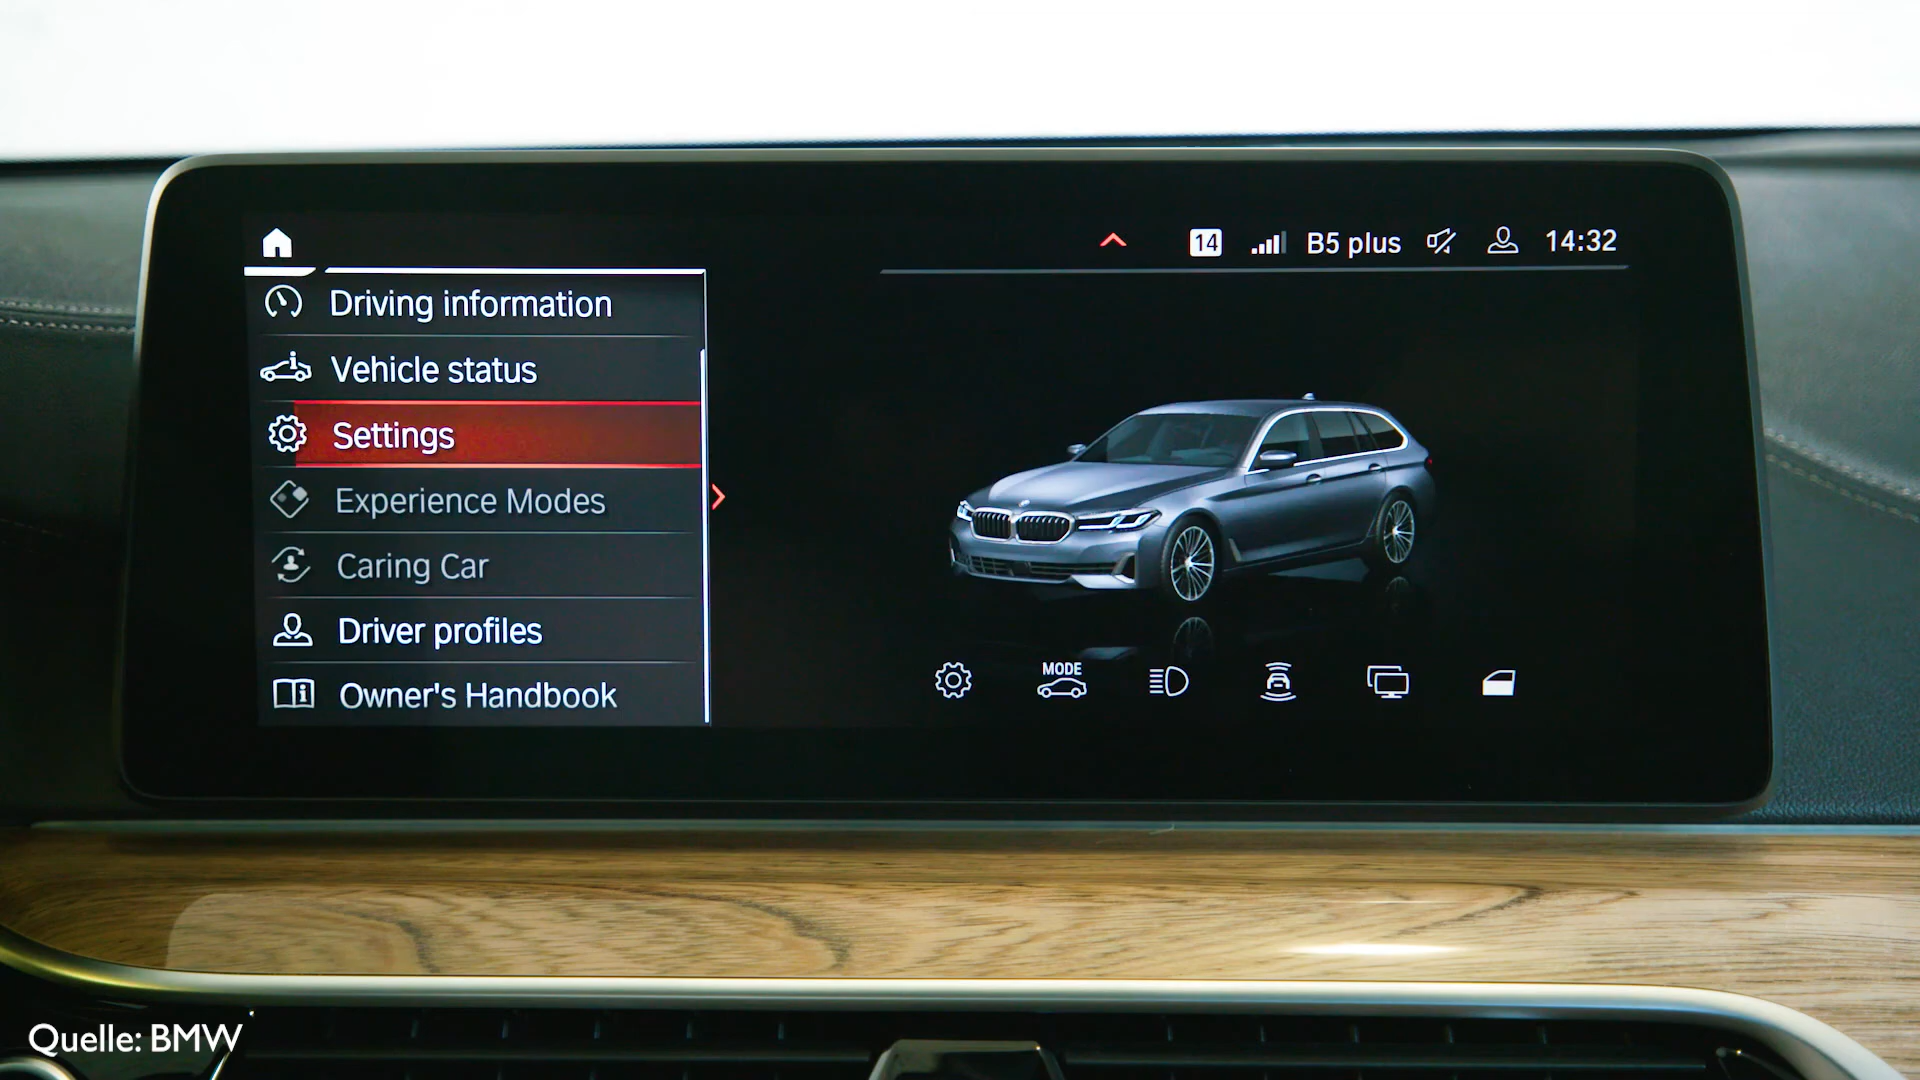 14 B5 plus 14:32
Driving information
Vehicle status
Settings
Experience Modes
Caring Car
Driver profiles
Owner's Handbook
MODE
Quelle: BMW